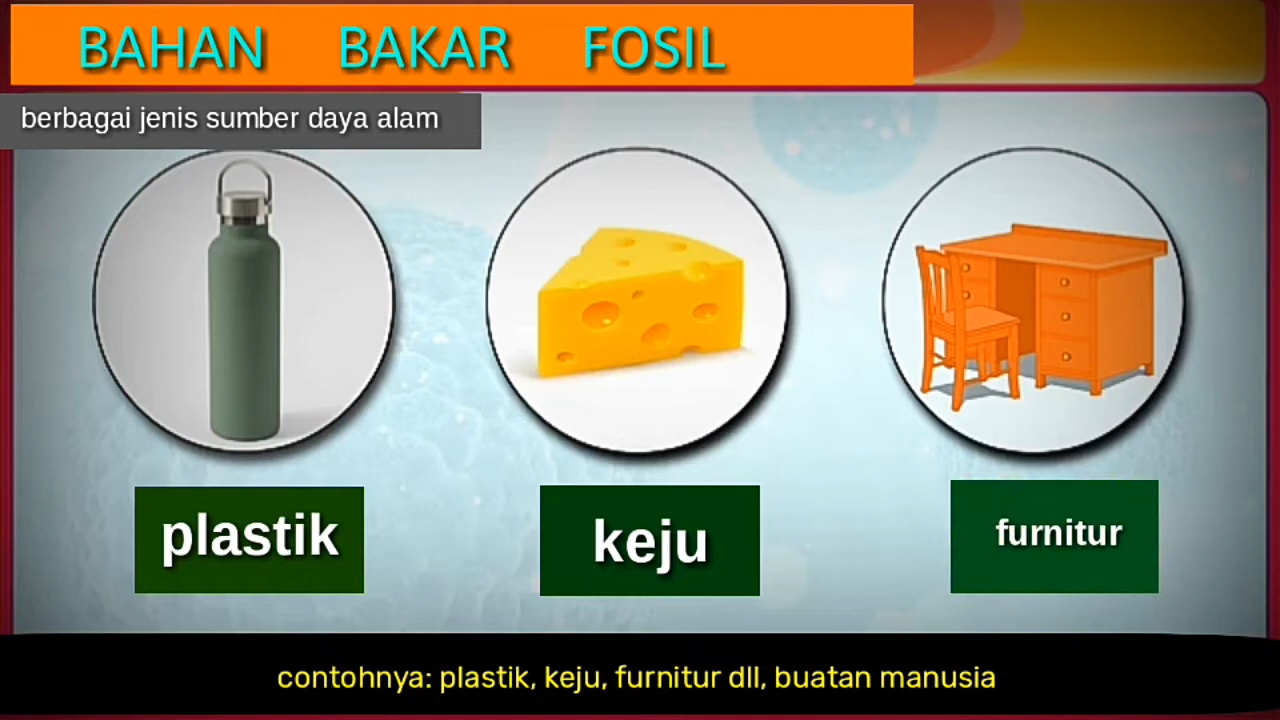 BAHAN BAKAR FOSIL
berbagai jenis sumber daya alam
plastik
keju
furnitur
contohnya: plastik, keju, furnitur dll, buatan manusia